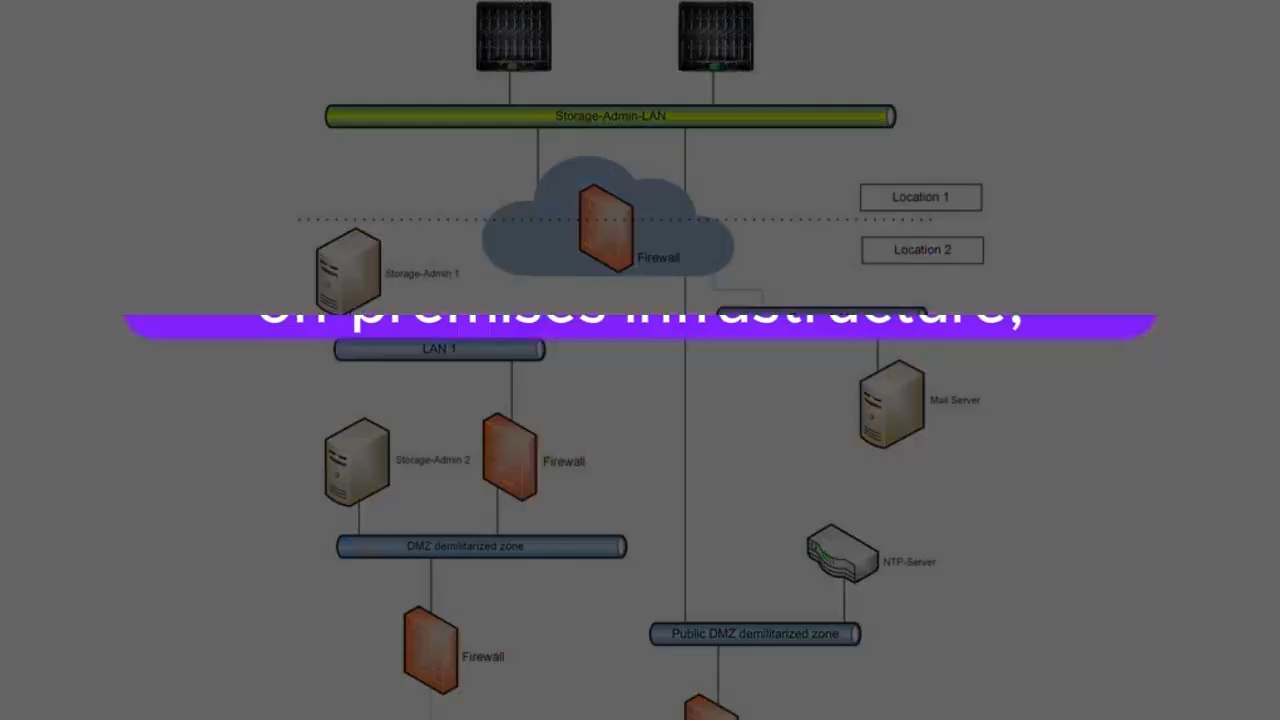 Storage-Admin-LAN
Location 1
Firewall
Location 2
Storage-Admin 1
on-premises infrastructure,
LAN 1
Mail Server
Storage-Admin 2
Firewall
DMZ demilitarized zone
NTP-Server
Public DMZ demilitarized zone
Firewall